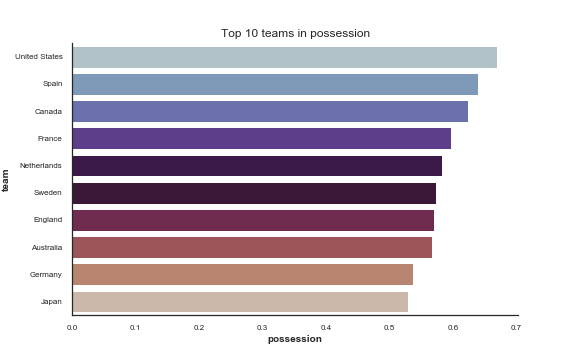 Top 10 teams in possession
United States
Spain
Canada
France
Netherlands
Sweden
England
Australia
Germany
Japan
team
0.0 0.1 0.2 0.3 0.4 0.5 0.6 0.7
possession